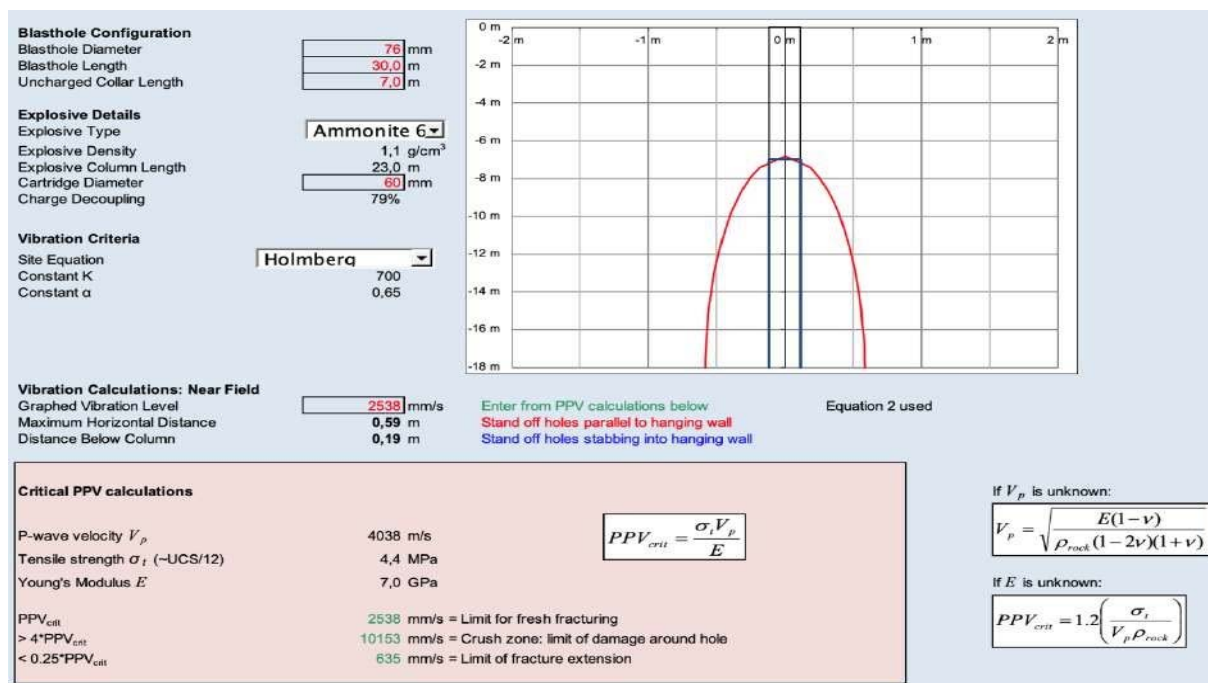 Blasthole Configuration
Blasthole Diameter 76 mm
Blasthole Length 30,0 m
Uncharged Collar Length 7,0 m
Explosive Details
Explosive Type Ammonite 6
Explosive Density 1,1 g/cm³
Explosive Column Length 23,0 m
Cartridge Diameter 60 mm
Charge Decoupling 79%
Vibration Criteria
Site Equation Holmberg
Constant K 700
Constant α 0,65
0 m
-2 m -1 m 0 m 1 m 2 m
-2 m
-4 m
-6 m
-8 m
-10 m
-12 m
-14 m
-16 m
-18 m
Vibration Calculations: Near Field
Graphed Vibration Level 2538 mm/s Enter from PPV calculations below Equation 2 used
Maximum Horizontal Distance 0,59 m Stand off holes parallel to hanging wall
Distance Below Column 0,19 m Stand off holes stabbing into hanging wall
Critical PPV calculations
P-wave velocity Vₚ 4038 m/s
Tensile strength σₜ (~UCS/12) 4,4 MPa
Young's Modulus E 7,0 GPa
PPV_crit = σₜVₚ / E
PPV_crit 2538 mm/s = Limit for fresh fracturing
> 4*PPV_crit 10153 mm/s = Crush zone: limit of damage around hole
< 0.25*PPV_crit 635 mm/s = Limit of fracture extension
If Vₚ is unknown:
Vₚ = √(E(1−ν) / ρ_rock(1−2ν)(1+ν))
If E is unknown:
PPV_crit = 1.2(σₜ / Vₚρ_rock)